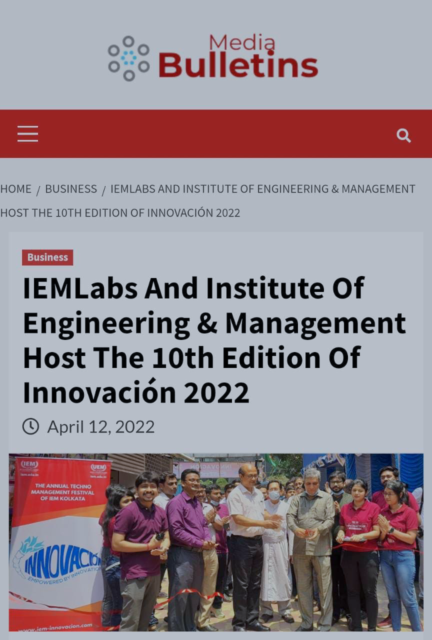 Media
Bulletins
HOME / BUSINESS / IEMLABS AND INSTITUTE OF ENGINEERING & MANAGEMENT
HOST THE 10TH EDITION OF INNOVACIÓN 2022
Business
IEMLabs And Institute Of
Engineering & Management
Host The 10th Edition Of
Innovación 2022
April 12, 2022
IEM
THE ANNUAL TECHNO
MANAGEMENT FESTIVAL
OF IEM KOLKATA
INNOVACI
www.iem-innovacion.com